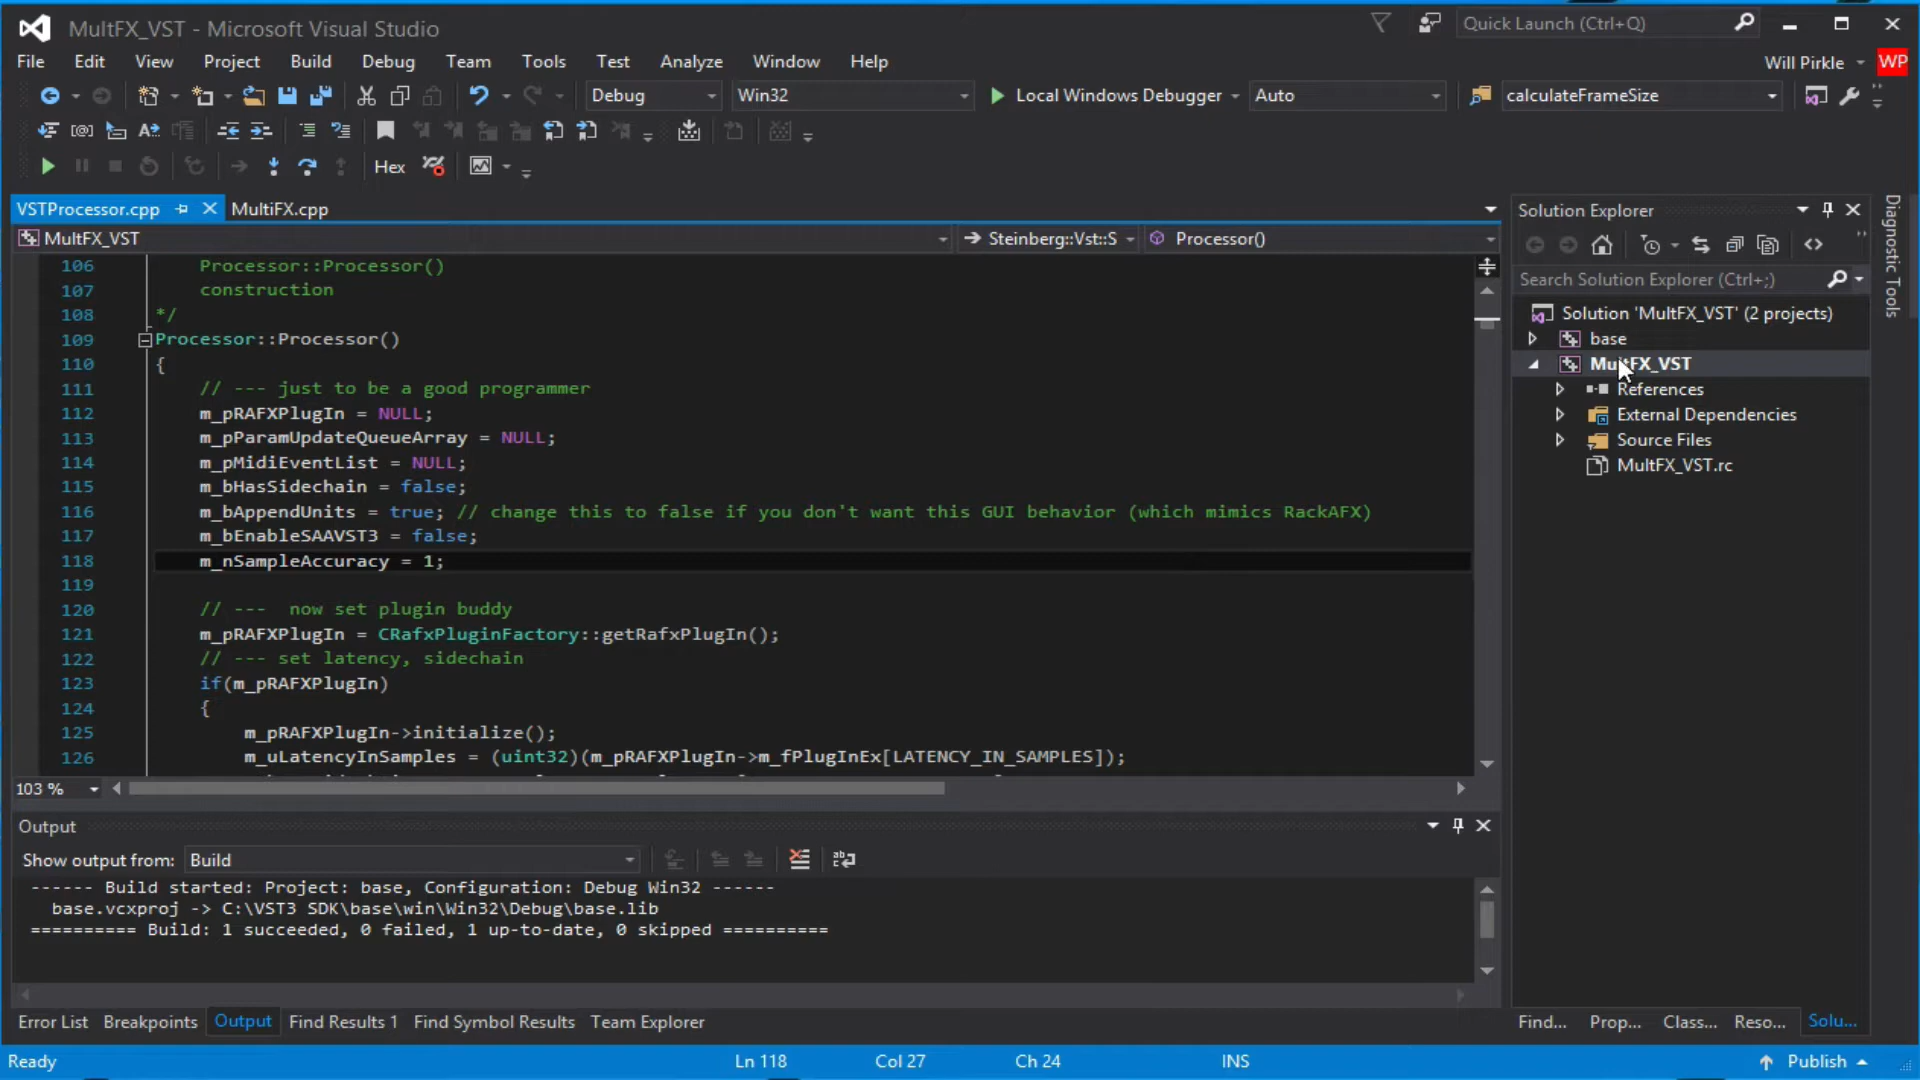 MultFX_VST - Microsoft Visual Studio
Quick Launch (Ctrl+Q)
File Edit View Project Build Debug Team Tools Test Analyze Window Help
Will Pirkle WP
Debug Win32 Local Windows Debugger Auto calculateFrameSize
Hex
VSTProcessor.cpp MultiFX.cpp
MultFX_VST Steinberg::Vst::S Processor()
106 Processor::Processor()
107 construction
108 */
109 Processor::Processor()
110 {
111 // --- just to be a good programmer
112 m_pRAFXPlugIn = NULL;
113 m_pParamUpdateQueueArray = NULL;
114 m_pMidiEventList = NULL;
115 m_bHasSidechain = false;
116 m_bAppendUnits = true; // change this to false if you don't want this GUI behavior (which mimics RackAFX)
117 m_bEnableSAAVST3 = false;
118 m_nSampleAccuracy = 1;
119
120 // ---  now set plugin buddy
121 m_pRAFXPlugIn = CRafxPluginFactory::getRafxPlugIn();
122 // --- set latency, sidechain
123 if(m_pRAFXPlugIn)
124 {
125 m_pRAFXPlugIn->initialize();
126 m_uLatencyInSamples = (uint32)(m_pRAFXPlugIn->m_fPlugInEx[LATENCY_IN_SAMPLES]);
103 %
Output
Show output from: Build
------ Build started: Project: base, Configuration: Debug Win32 ------
base.vcxproj -> C:\VST3 SDK\base\win\Win32\Debug\base.lib
========== Build: 1 succeeded, 0 failed, 1 up-to-date, 0 skipped ==========
Error List Breakpoints Output Find Results 1 Find Symbol Results Team Explorer
Solution Explorer
Search Solution Explorer (Ctrl+;)
Solution 'MultFX_VST' (2 projects)
base
MultFX_VST
References
External Dependencies
Source Files
MultFX_VST.rc
Find... Prop... Class... Reso... Solu...
Diagnostic Tools
Ready Ln 118 Col 27 Ch 24 INS Publish